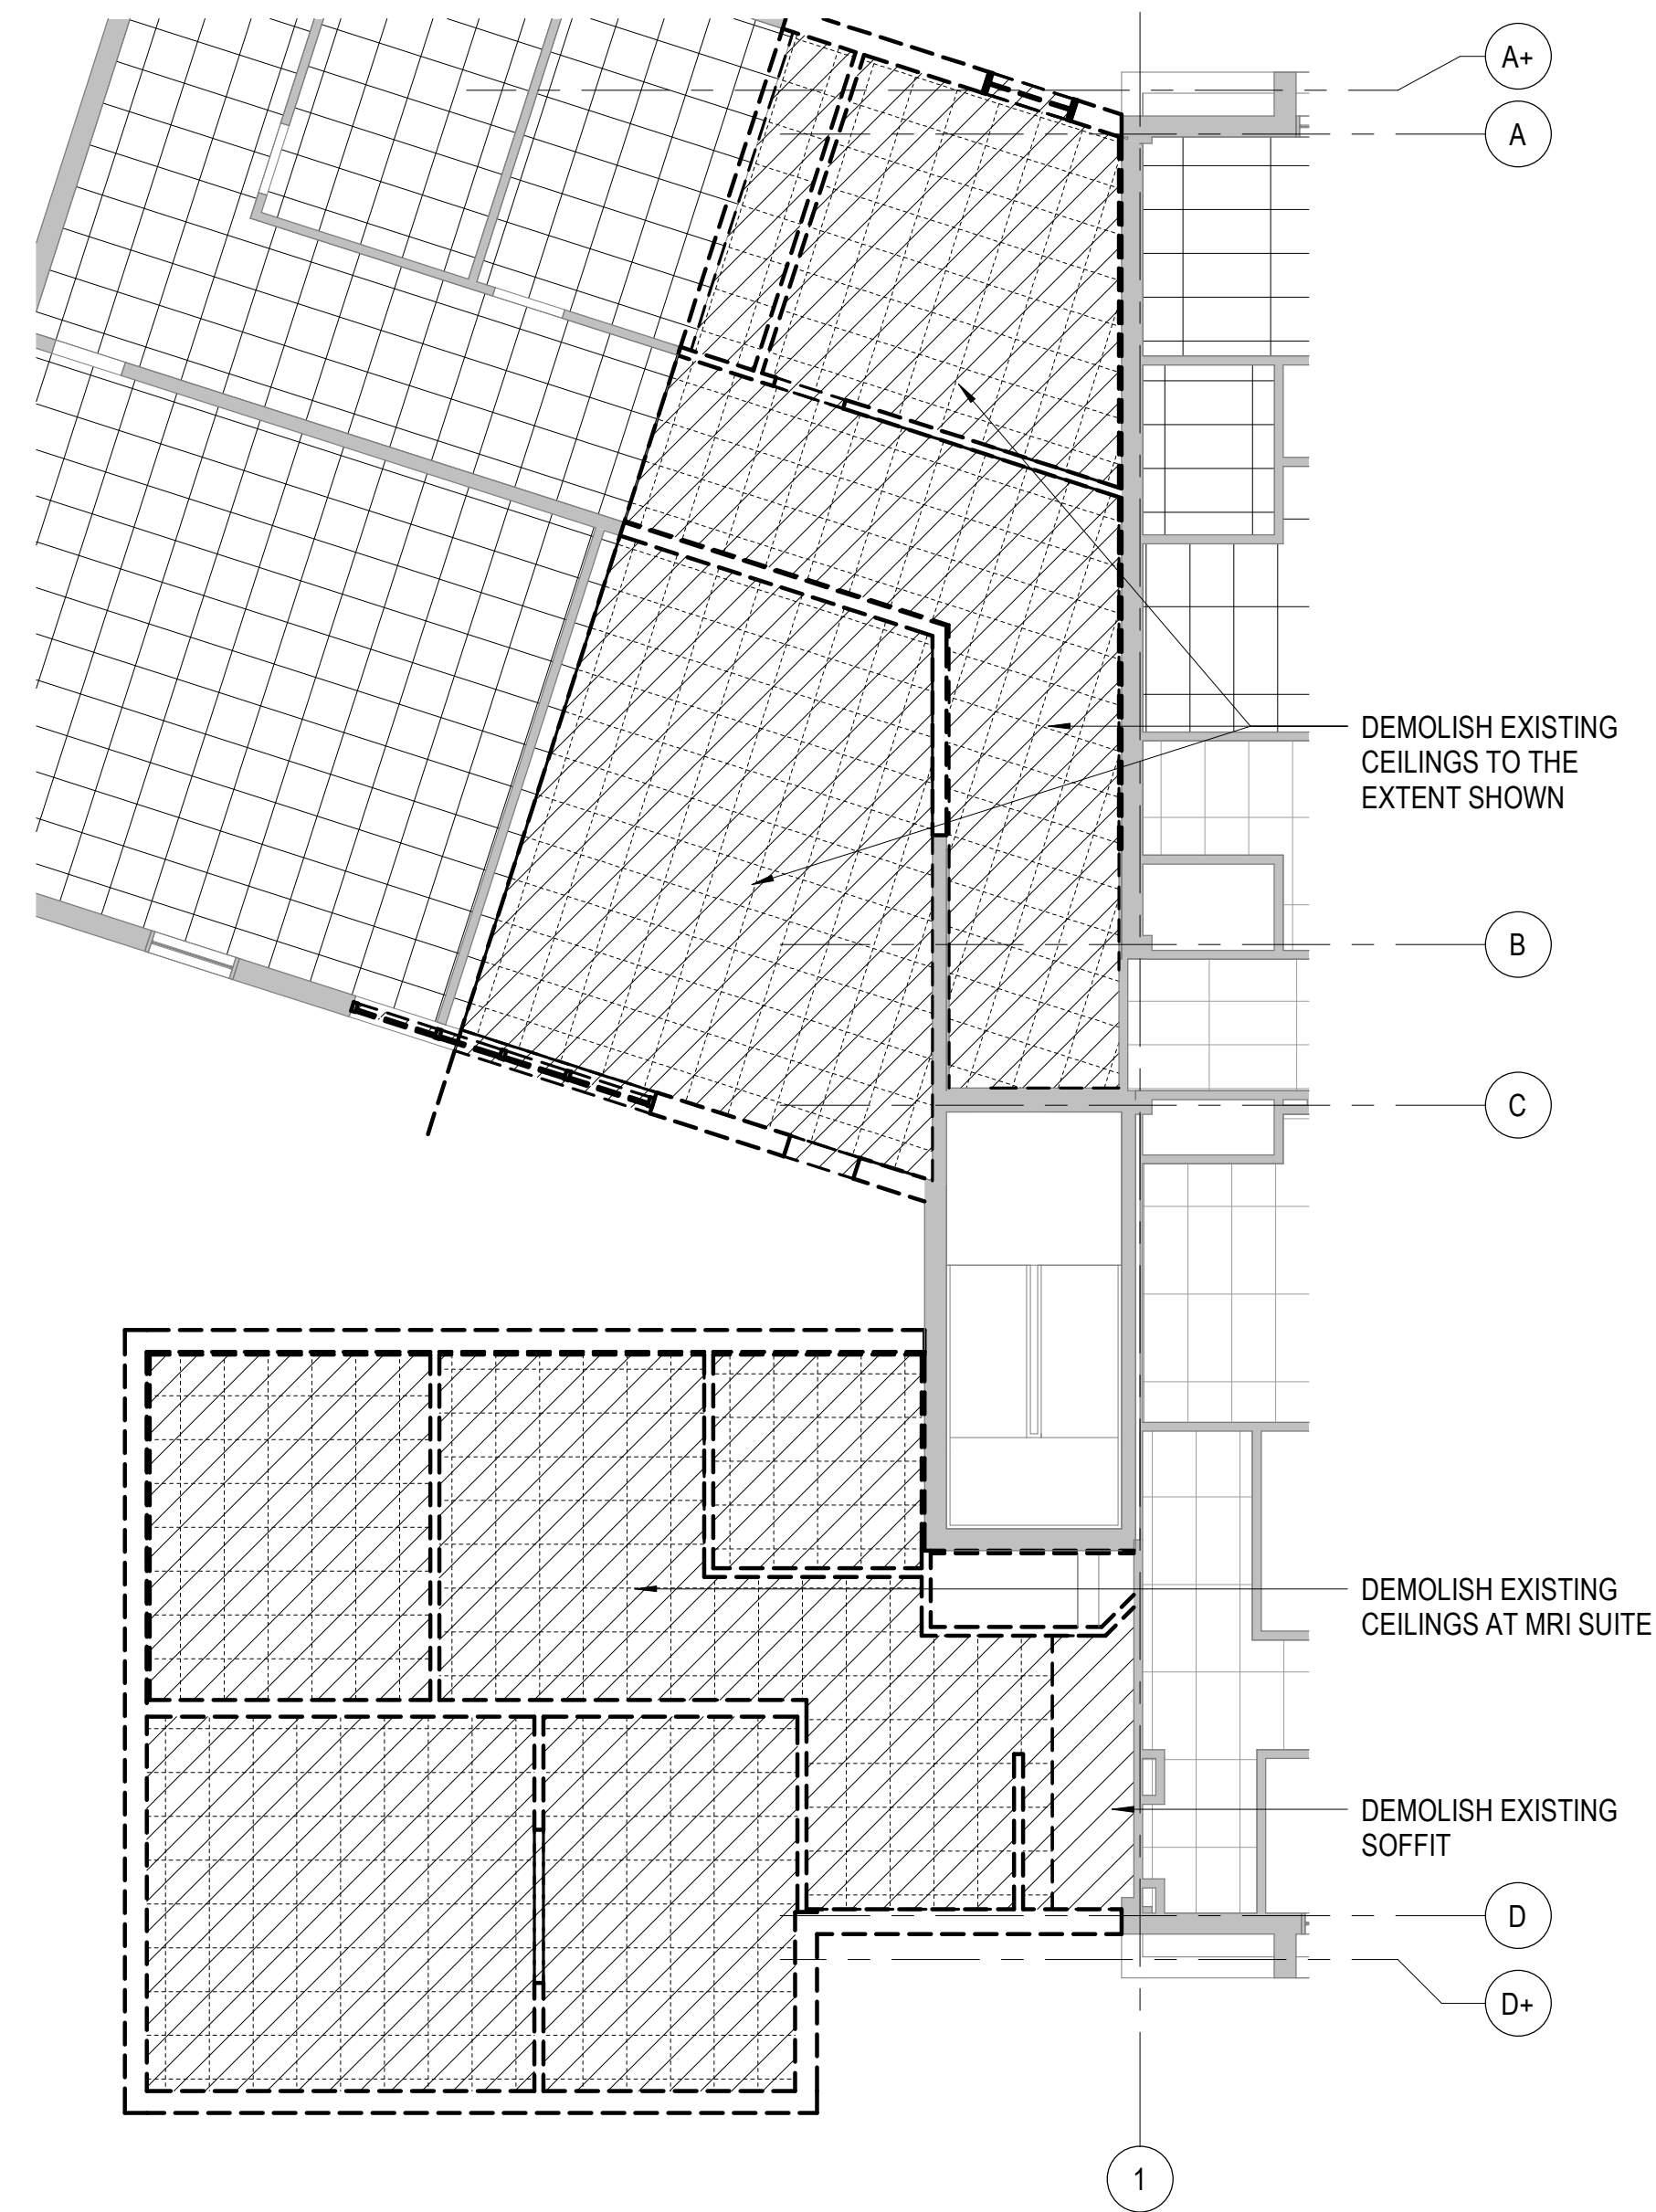 A+
A
DEMOLISH EXISTING
CEILINGS TO THE
EXTENT SHOWN
B
C
DEMOLISH EXISTING
CEILINGS AT MRI SUITE
DEMOLISH EXISTING
SOFFIT
D
D+
1